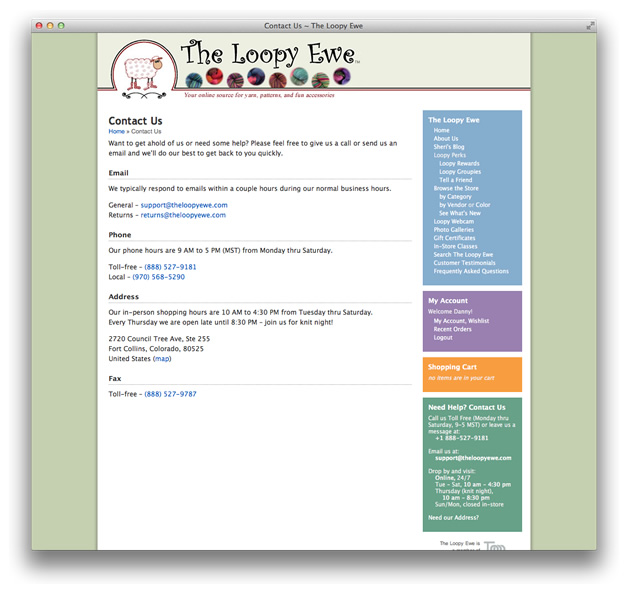 Contact Us – The Loopy Ewe
The Loopy Ewe™
Your online source for yarn, patterns, and fun accessories
Contact Us
Home » Contact Us
Want to get ahold of us or need some help? Please feel free to give us a call or send us an
email and we'll do our best to get back to you quickly.
Email
We typically respond to emails within a couple hours during our normal business hours.
General – support@theloopyewe.com
Returns – returns@theloopyewe.com
Phone
Our phone hours are 9 AM to 5 PM (MST) from Monday thru Saturday.
Toll-free – (888) 527-9181
Local – (970) 568-5290
Address
Our in-person shopping hours are 10 AM to 4:30 PM from Tuesday thru Saturday.
Every Thursday we are open late until 8:30 PM – join us for knit night!
2720 Council Tree Ave, Ste 255
Fort Collins, Colorado, 80525
United States (map)
Fax
Toll-free – (888) 527-9787
The Loopy Ewe
Home
About Us
Sheri's Blog
Loopy Perks
Loopy Rewards
Loopy Groupies
Tell a Friend
Browse the Store
by Category
by Vendor or Color
See What's New
Loopy Webcam
Photo Galleries
Gift Certificates
In-Store Classes
Search The Loopy Ewe
Customer Testimonials
Frequently Asked Questions
My Account
Welcome Danny!
My Account, Wishlist
Recent Orders
Logout
Shopping Cart
no items are in your cart
Need Help? Contact Us
Call us Toll Free (Monday thru
Saturday, 9-5 MST) or leave us a
message at:
+1 888-527-9181
Email us at:
support@theloopyewe.com
Drop by and visit:
Online, 24/7
Tue – Sat, 10 am – 4:30 pm
Thursday (knit night),
10 am – 8:30 pm
Sun/Mon, closed in-store
Need our Address?
The Loopy Ewe is